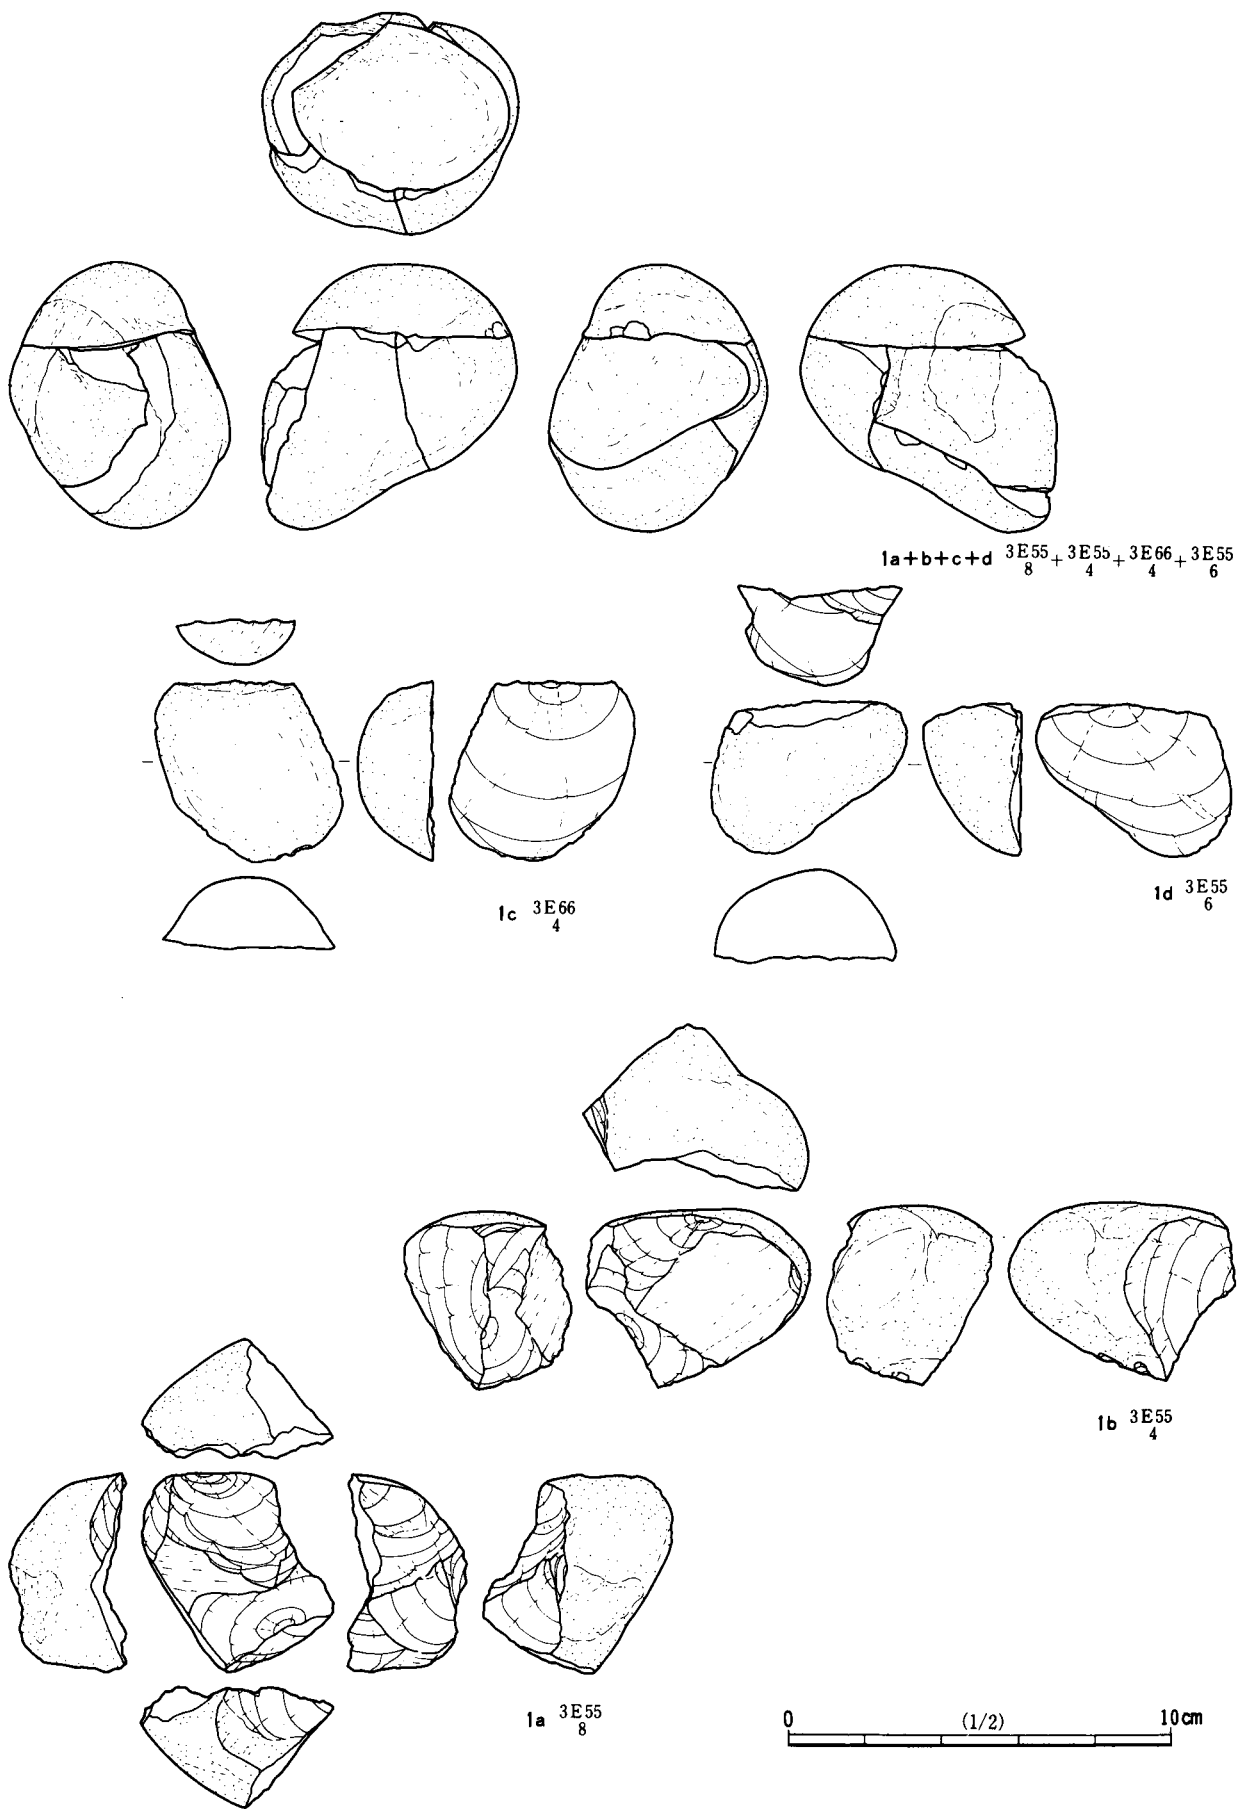 1a+b+c+d 3E55/8 + 3E55/4 + 3E66/4 + 3E55/6
1c 3E66/4
1d 3E55/6
1b 3E55/4
1a 3E55/8
0 (1/2) 10cm